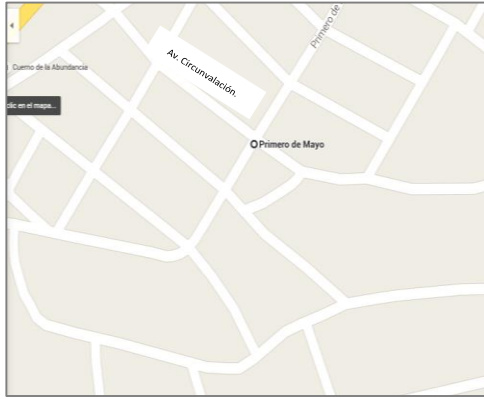 Primero de
Av. Circunvalación.
Cuerno de la Abundancia
clic en el mapa...
Primero de Mayo